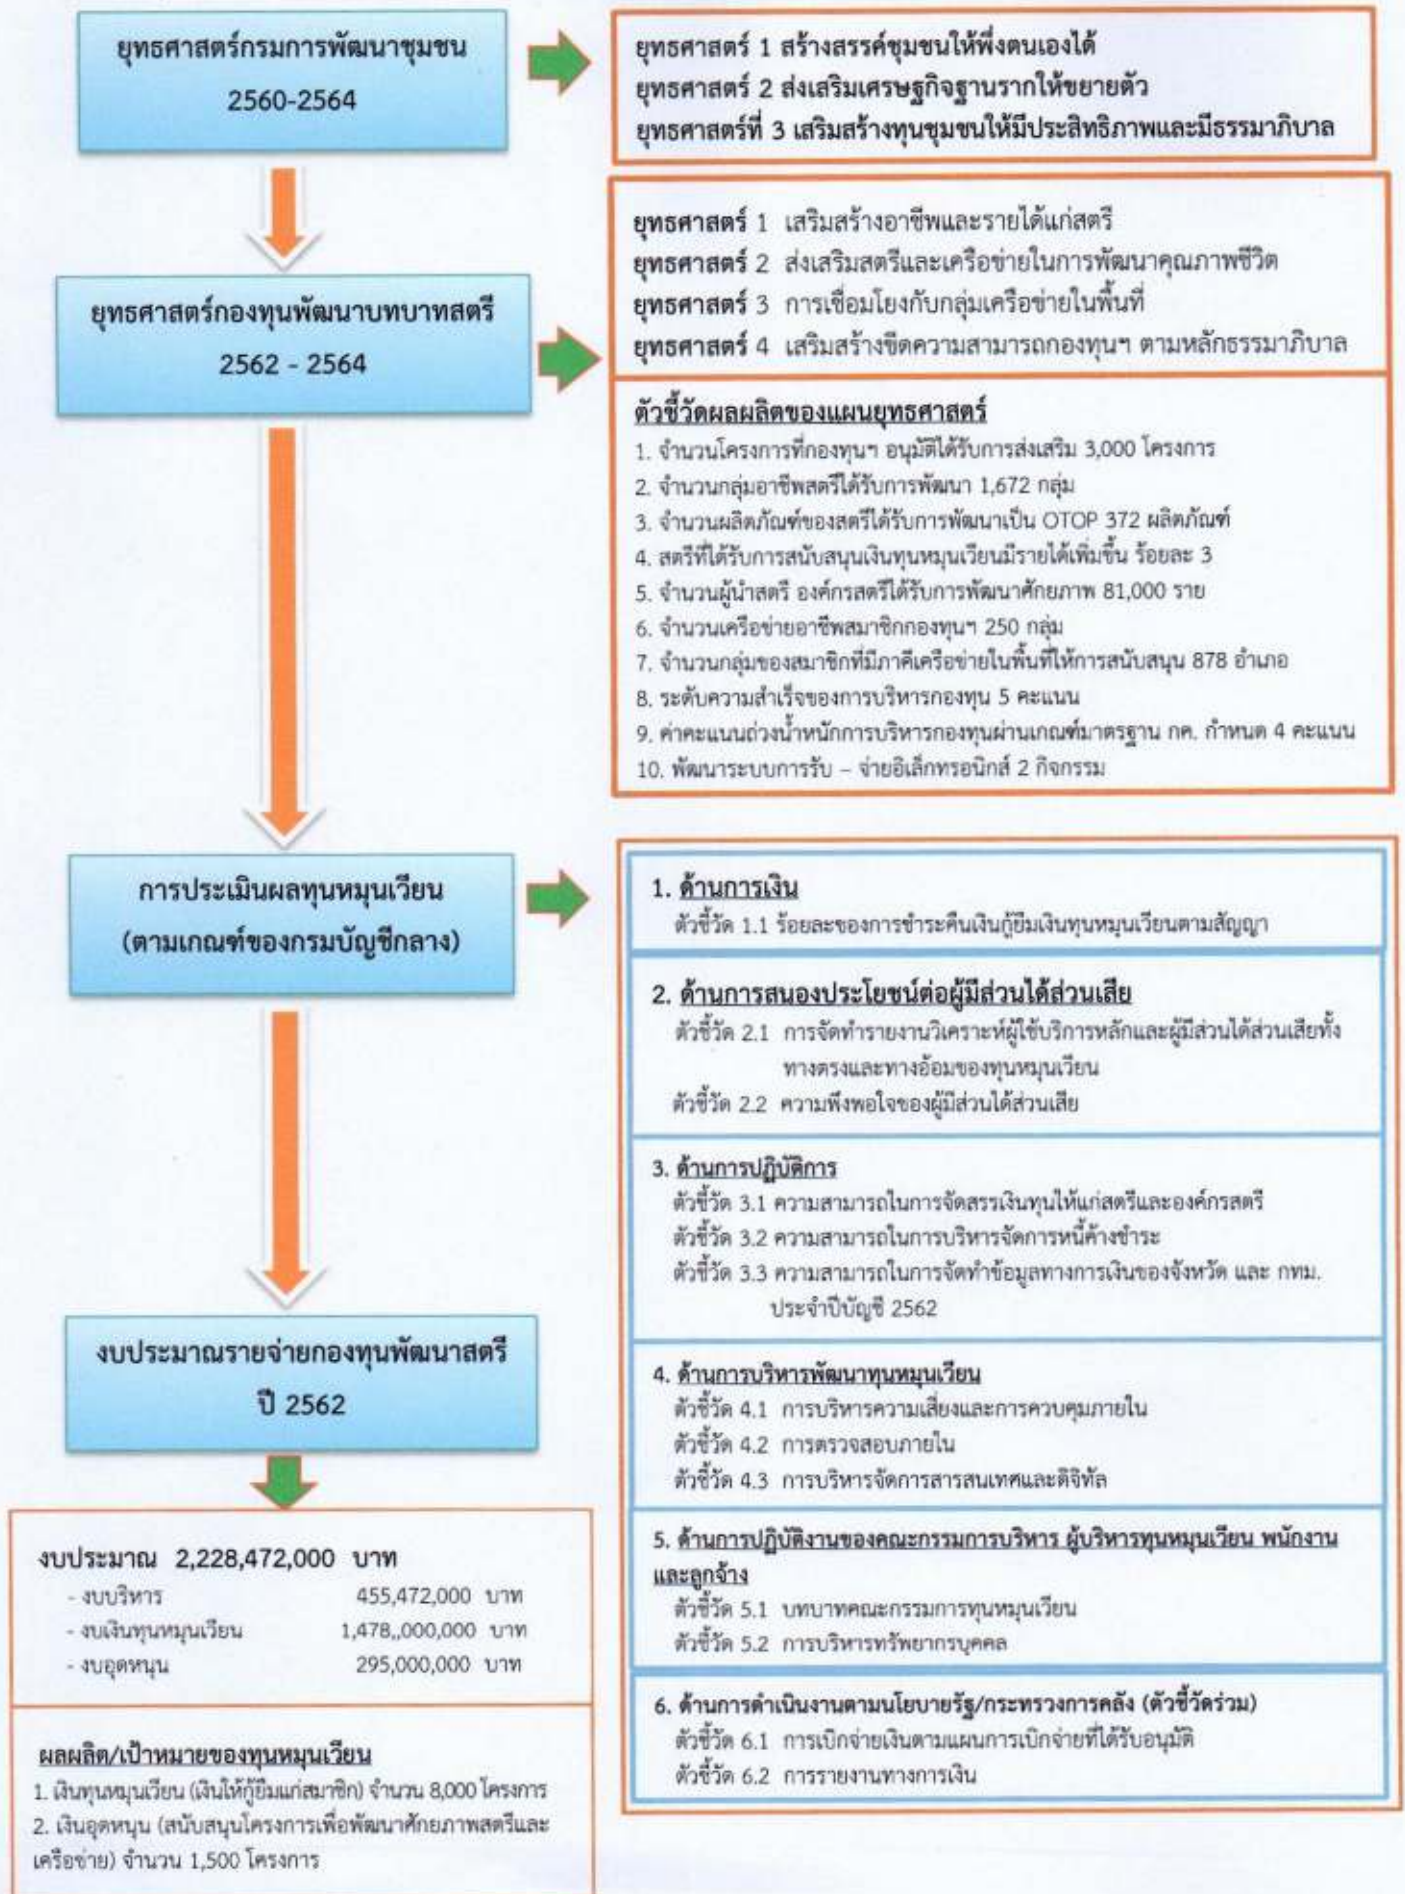 ยุทธศาสตร์กรมการพัฒนาชุมชน
2560-2564
ยุทธศาสตร์ 1 สร้างสรรค์ชุมชนให้พึ่งตนเองได้
ยุทธศาสตร์ 2 ส่งเสริมเศรษฐกิจฐานรากให้ขยายตัว
ยุทธศาสตร์ที่ 3 เสริมสร้างทุนชุมชนให้มีประสิทธิภาพและมีธรรมาภิบาล
ยุทธศาสตร์กองทุนพัฒนาบทบาทสตรี
2562 - 2564
ยุทธศาสตร์ 1 เสริมสร้างอาชีพและรายได้แก่สตรี
ยุทธศาสตร์ 2 ส่งเสริมสตรีและเครือข่ายในการพัฒนาคุณภาพชีวิต
ยุทธศาสตร์ 3 การเชื่อมโยงกับกลุ่มเครือข่ายในพื้นที่
ยุทธศาสตร์ 4 เสริมสร้างขีดความสามารถกองทุนฯ ตามหลักธรรมาภิบาล
ตัวชี้วัดผลผลิตของแผนยุทธศาสตร์
1. จำนวนโครงการที่กองทุนฯ อนุมัติได้รับการส่งเสริม 3,000 โครงการ
2. จำนวนกลุ่มอาชีพสตรีได้รับการพัฒนา 1,672 กลุ่ม
3. จำนวนผลิตภัณฑ์ของสตรีได้รับการพัฒนาเป็น OTOP 372 ผลิตภัณฑ์
4. สตรีที่ได้รับการสนับสนุนเงินทุนหมุนเวียนมีรายได้เพิ่มขึ้น ร้อยละ 3
5. จำนวนผู้นำสตรี องค์กรสตรีได้รับการพัฒนาศักยภาพ 81,000 ราย
6. จำนวนเครือข่ายอาชีพสมาชิกกองทุนฯ 250 กลุ่ม
7. จำนวนกลุ่มของสมาชิกที่มีภาคีเครือข่ายในพื้นที่ให้การสนับสนุน 878 อำเภอ
8. ระดับความสำเร็จของการบริหารกองทุน 5 คะแนน
9. ค่าคะแนนถ่วงน้ำหนักการบริหารกองทุนผ่านเกณฑ์มาตรฐาน กค. กำหนด 4 คะแนน
10. พัฒนาระบบการรับ – จ่ายอิเล็กทรอนิกส์ 2 กิจกรรม
การประเมินผลทุนหมุนเวียน
(ตามเกณฑ์ของกรมบัญชีกลาง)
1. ด้านการเงิน
ตัวชี้วัด 1.1 ร้อยละของการชำระคืนเงินกู้ยืมเงินทุนหมุนเวียนตามสัญญา
2. ด้านการสนองประโยชน์ต่อผู้มีส่วนได้ส่วนเสีย
ตัวชี้วัด 2.1 การจัดทำรายงานวิเคราะห์ผู้ใช้บริการหลักและผู้มีส่วนได้ส่วนเสียทั้ง
ทางตรงและทางอ้อมของทุนหมุนเวียน
ตัวชี้วัด 2.2 ความพึงพอใจของผู้มีส่วนได้ส่วนเสีย
3. ด้านการปฏิบัติการ
ตัวชี้วัด 3.1 ความสามารถในการจัดสรรเงินทุนให้แก่สตรีและองค์กรสตรี
ตัวชี้วัด 3.2 ความสามารถในการบริหารจัดการหนี้ค้างชำระ
ตัวชี้วัด 3.3 ความสามารถในการจัดทำข้อมูลทางการเงินของจังหวัด และ กทม.
ประจำปีบัญชี 2562
4. ด้านการบริหารพัฒนาทุนหมุนเวียน
ตัวชี้วัด 4.1 การบริหารความเสี่ยงและการควบคุมภายใน
ตัวชี้วัด 4.2 การตรวจสอบภายใน
ตัวชี้วัด 4.3 การบริหารจัดการสารสนเทศและดิจิทัล
5. ด้านการปฏิบัติงานของคณะกรรมการบริหาร ผู้บริหารทุนหมุนเวียน พนักงาน
และลูกจ้าง
ตัวชี้วัด 5.1 บทบาทคณะกรรมการทุนหมุนเวียน
ตัวชี้วัด 5.2 การบริหารทรัพยากรบุคคล
6. ด้านการดำเนินงานตามนโยบายรัฐ/กระทรวงการคลัง (ตัวชี้วัดร่วม)
ตัวชี้วัด 6.1 การเบิกจ่ายเงินตามแผนการเบิกจ่ายที่ได้รับอนุมัติ
ตัวชี้วัด 6.2 การรายงานทางการเงิน
งบประมาณรายจ่ายกองทุนพัฒนาสตรี
ปี 2562
งบประมาณ 2,228,472,000 บาท
- งบบริหาร 455,472,000 บาท
- งบเงินทุนหมุนเวียน 1,478,,000,000 บาท
- งบอุดหนุน 295,000,000 บาท
ผลผลิต/เป้าหมายของทุนหมุนเวียน
1. เงินทุนหมุนเวียน (เงินให้กู้ยืมแก่สมาชิก) จำนวน 8,000 โครงการ
2. เงินอุดหนุน (สนับสนุนโครงการเพื่อพัฒนาศักยภาพสตรีและ
เครือข่าย) จำนวน 1,500 โครงการ